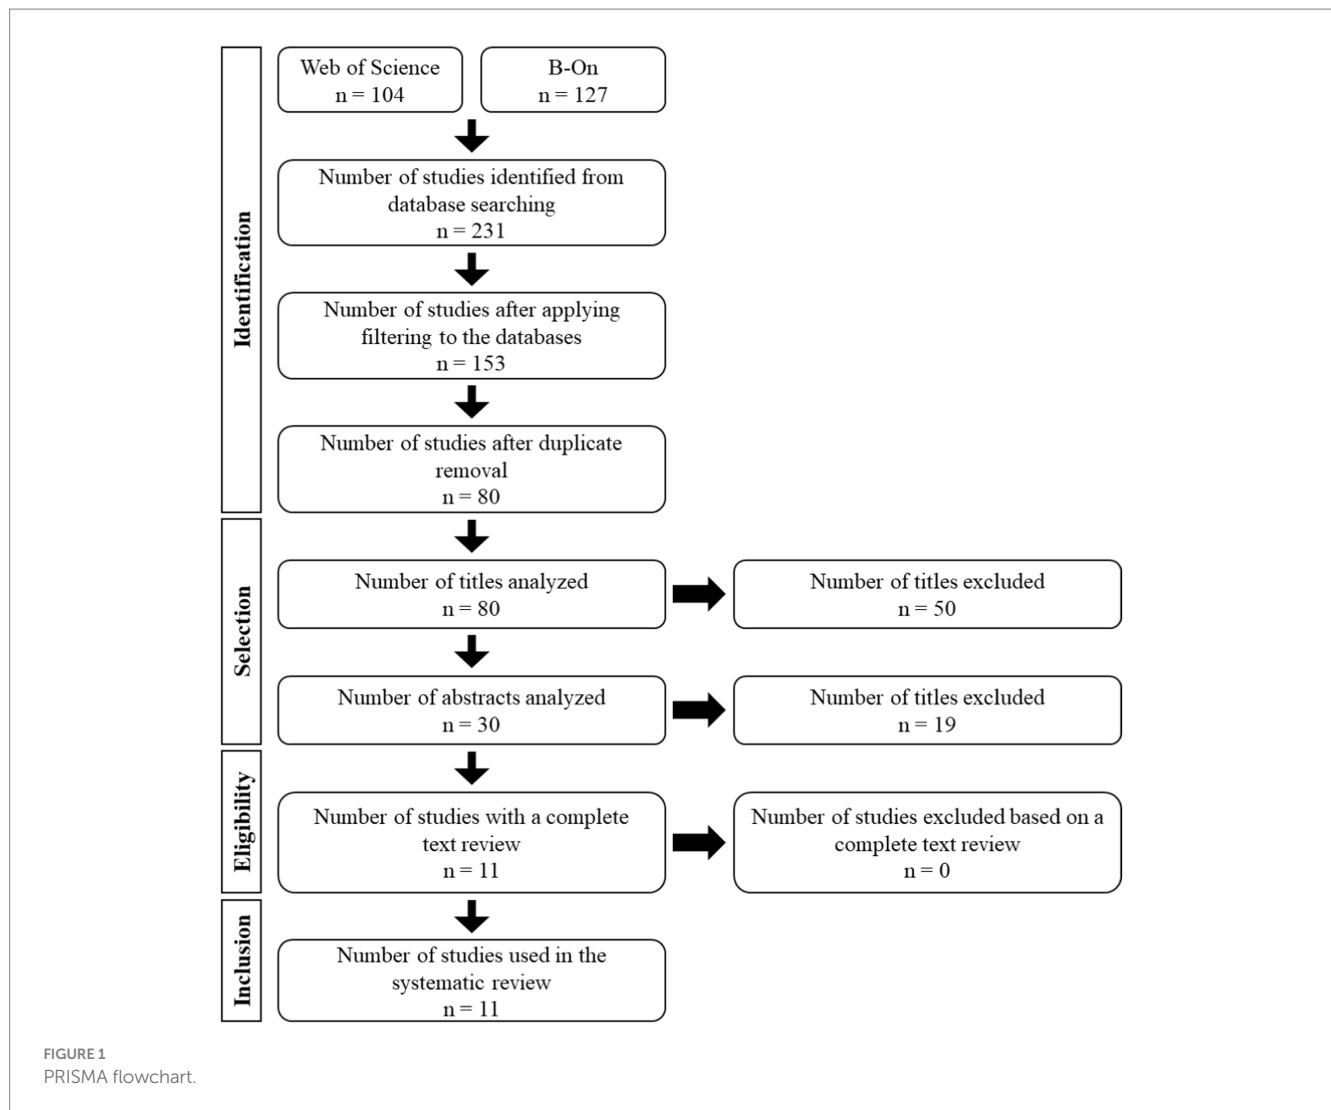 Identification
Web of Science
n = 104
B-On
n = 127
Number of studies identified from
database searching
n = 231
Number of studies after applying
filtering to the databases
n = 153
Number of studies after duplicate
removal
n = 80
Selection
Number of titles analyzed
n = 80
Number of titles excluded
n = 50
Number of abstracts analyzed
n = 30
Number of titles excluded
n = 19
Eligibility
Number of studies with a complete
text review
n = 11
Number of studies excluded based on a
complete text review
n = 0
Inclusion
Number of studies used in the
systematic review
n = 11
FIGURE 1
PRISMA flowchart.